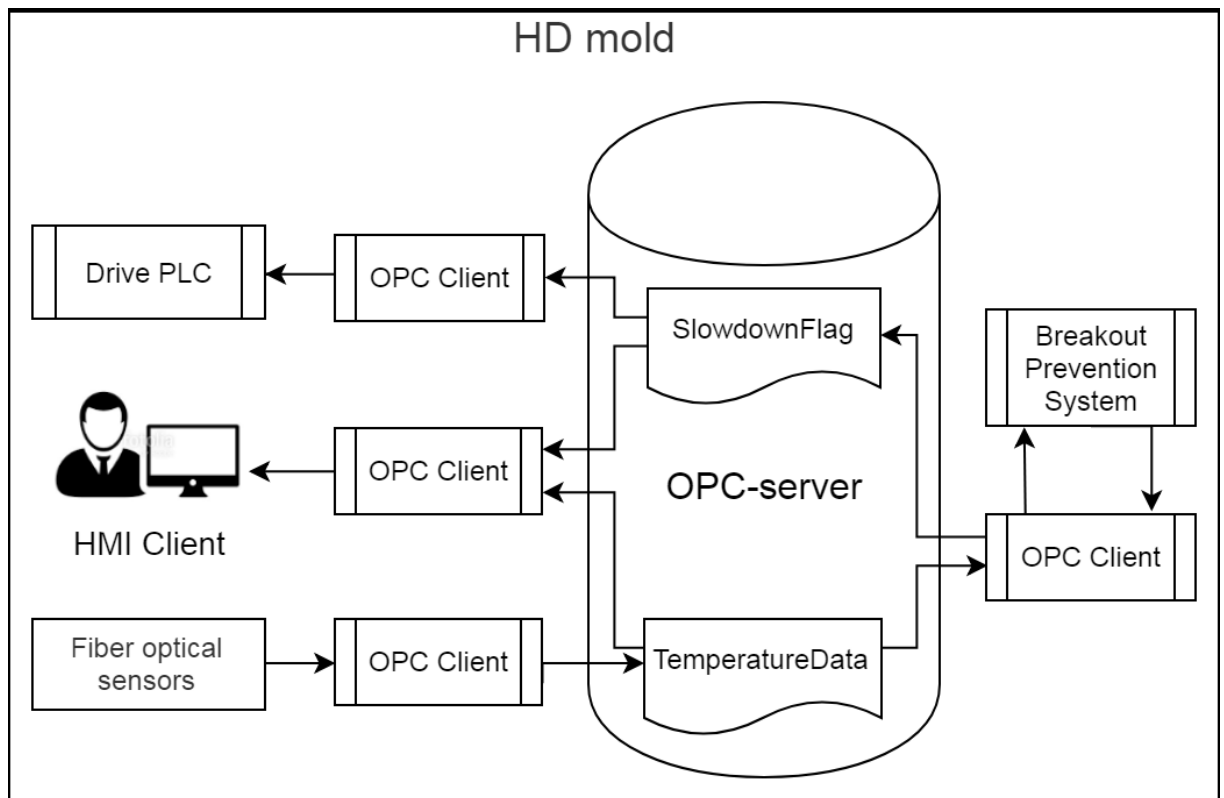 HD mold
Drive PLC
OPC Client
SlowdownFlag
Breakout
Prevention
System
HMI Client
OPC Client
OPC-server
OPC Client
Fiber optical
sensors
OPC Client
TemperatureData